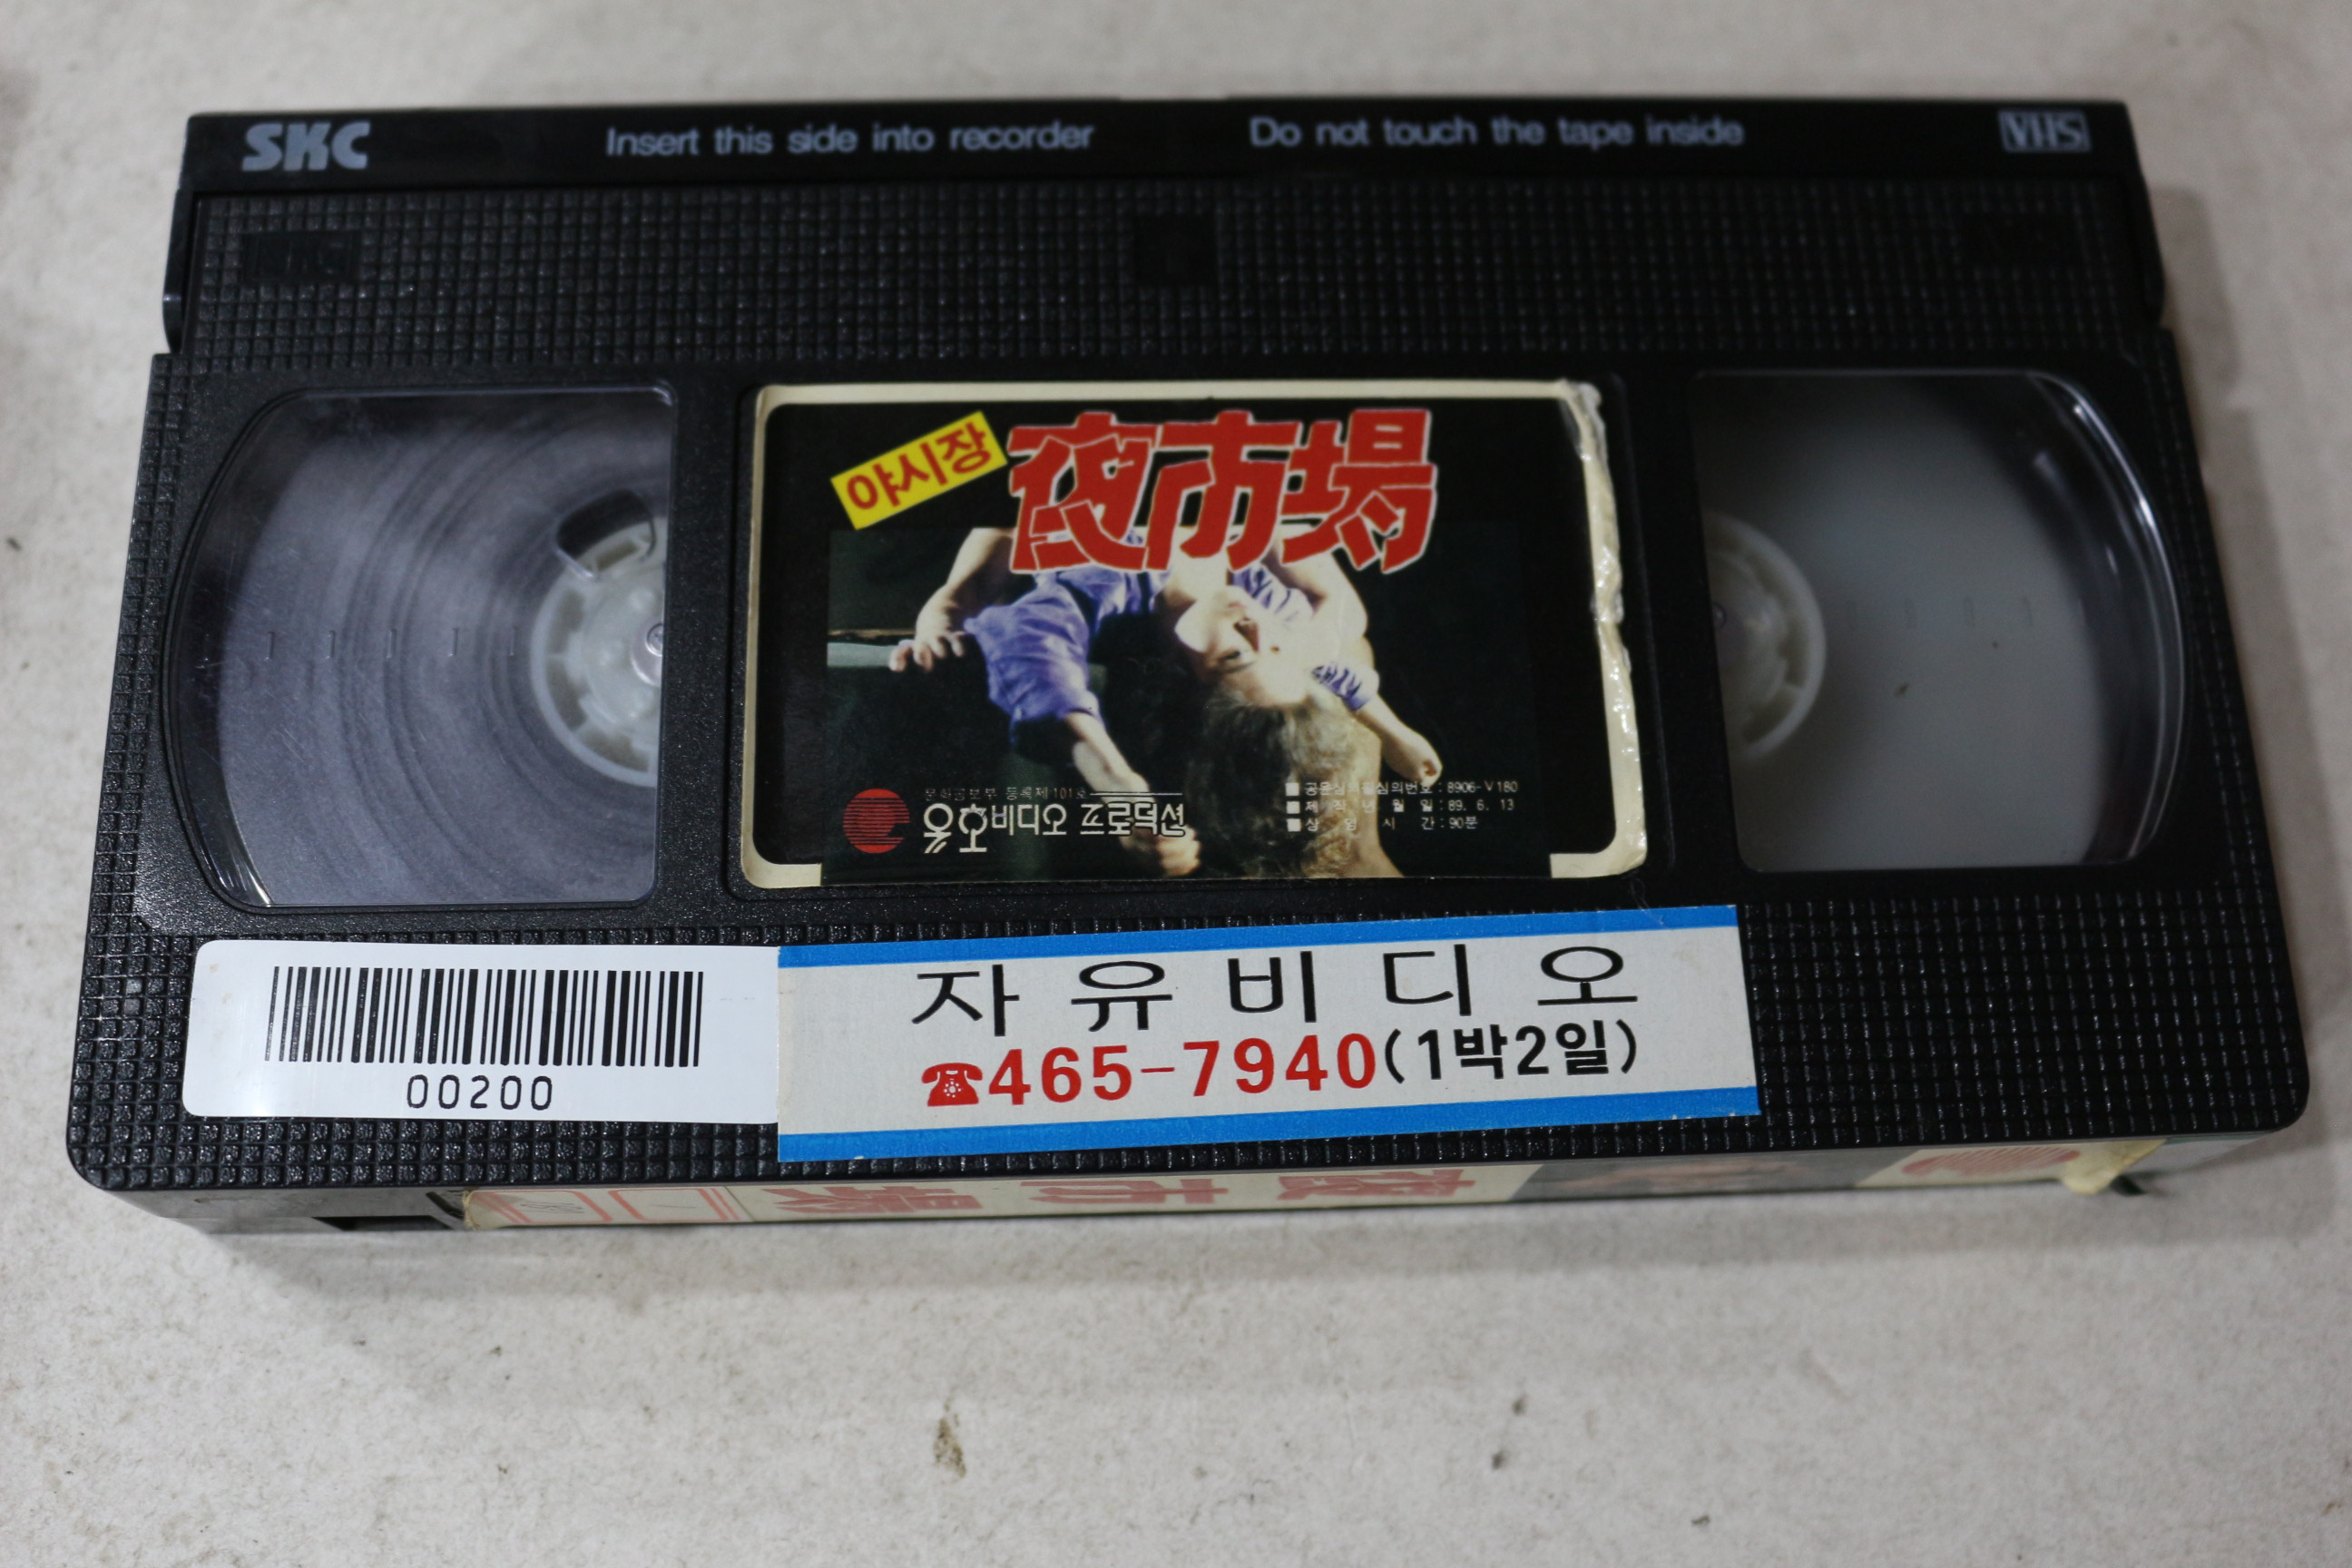 SKC
Insert this side into recorder
Do not touch the tape inside
VHS
야시장
夜市場
문화공보부 등록제 101호
비디오 프로덕션
■ 공윤심의필심의번호 : 8906-V180
■ 제 작 년 월 일 : 89. 6. 13
■ 상 영 시 간 : 90분
00200
자유비디오
☎465-7940(1박2일)
夜市場